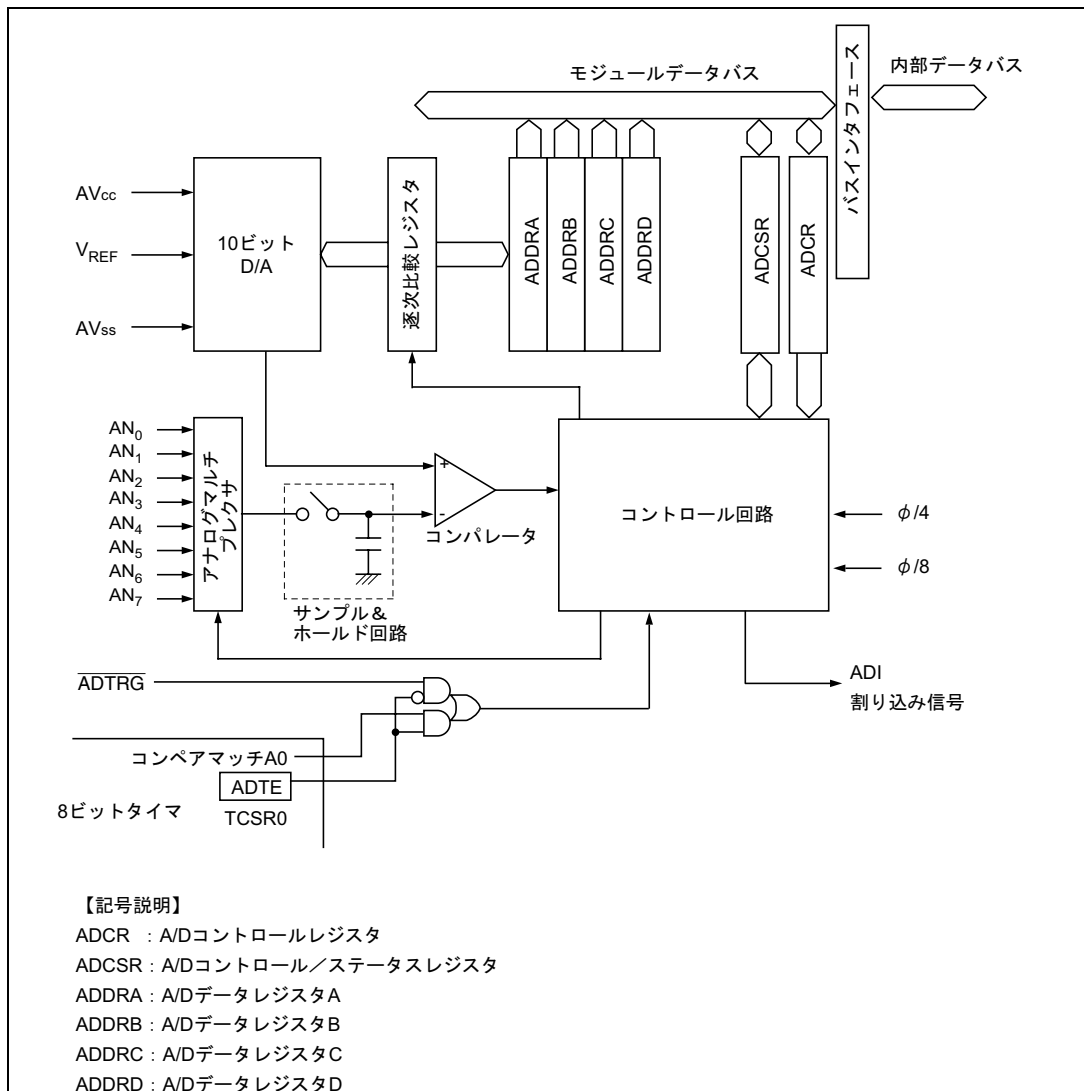 モジュールデータバス
内部データバス
バスインタフェース
AVcc
VREF
AVss
10ビット
D/A
逐次比較レジスタ
ADDRA
ADDRB
ADDRC
ADDRD
ADCSR
ADCR
AN0
AN1
AN2
AN3
AN4
AN5
AN6
AN7
アナログマルチ
プレクサ
+
-
コンパレータ
サンプル&
ホールド回路
コントロール回路
φ/4
φ/8
ADTRG
ADI
割り込み信号
コンペアマッチA0
ADTE
8ビットタイマ
TCSR0
【記号説明】
ADCR :A/Dコントロールレジスタ
ADCSR:A/Dコントロール/ステータスレジスタ
ADDRA:A/DデータレジスタA
ADDRB:A/DデータレジスタB
ADDRC:A/DデータレジスタC
ADDRD:A/DデータレジスタD